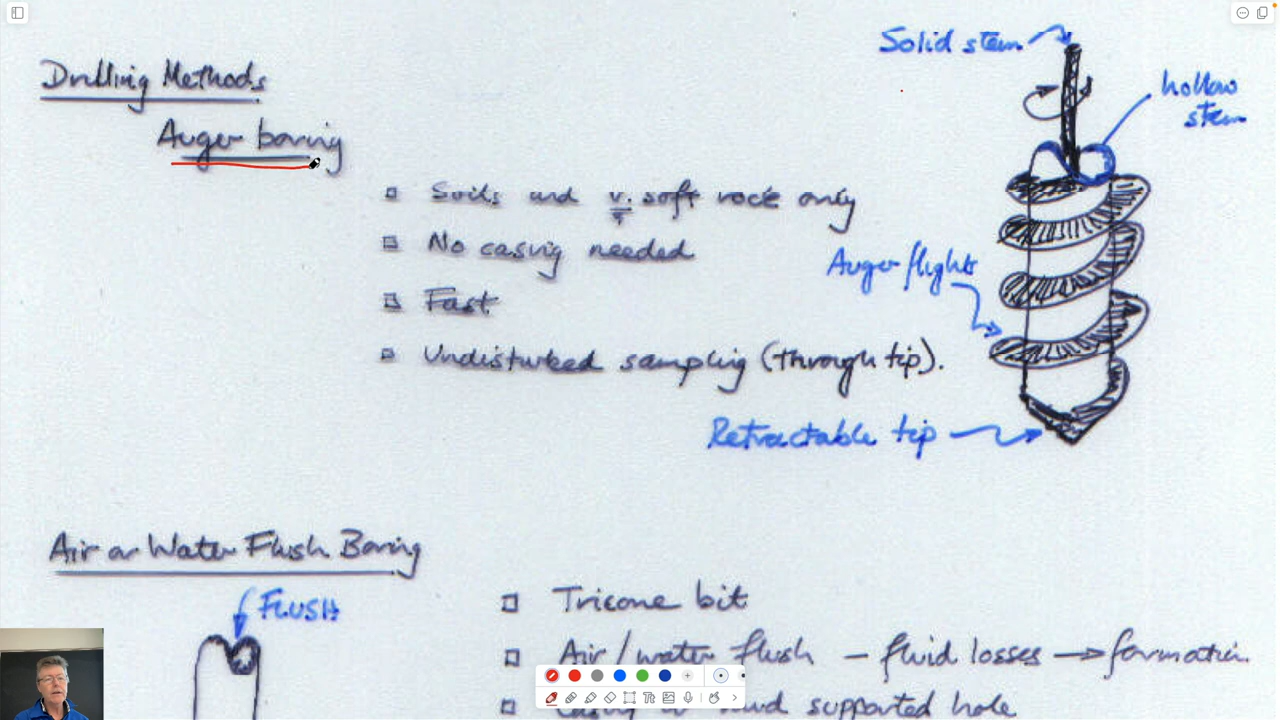 Drilling Methods
Auger boring
▫ Soils and v. soft rock only
▫ No casing needed
▫ Fast
▫ Undisturbed sampling (through tip).
Solid stem
hollow
stem
Auger flight
Retractable tip
Air or Water Flush Boring
FLUSH
▫ Tricone bit
▫ Air/water flush – fluid losses → formation.
supported hole